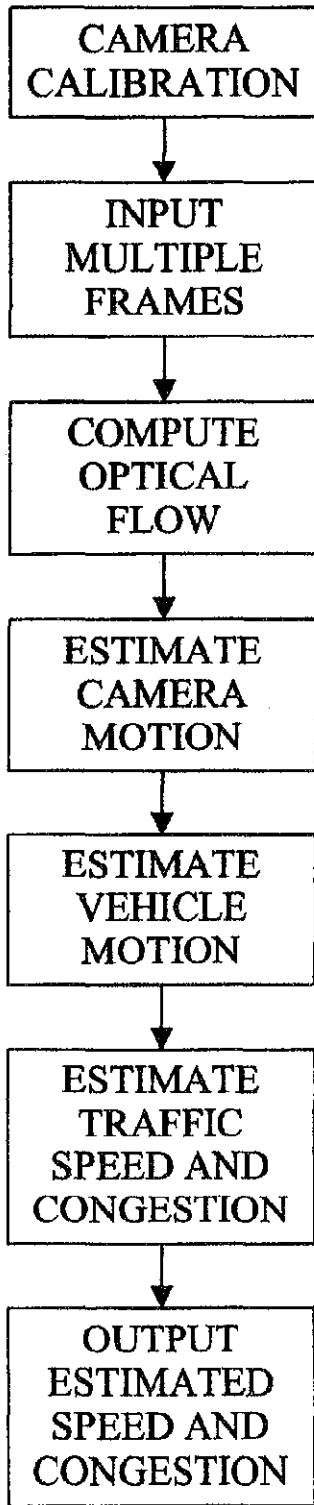 CAMERA
CALIBRATION
INPUT
MULTIPLE
FRAMES
COMPUTE
OPTICAL
FLOW
ESTIMATE
CAMERA
MOTION
ESTIMATE
VEHICLE
MOTION
ESTIMATE
TRAFFIC
SPEED AND
CONGESTION
OUTPUT
ESTIMATED
SPEED AND
CONGESTION